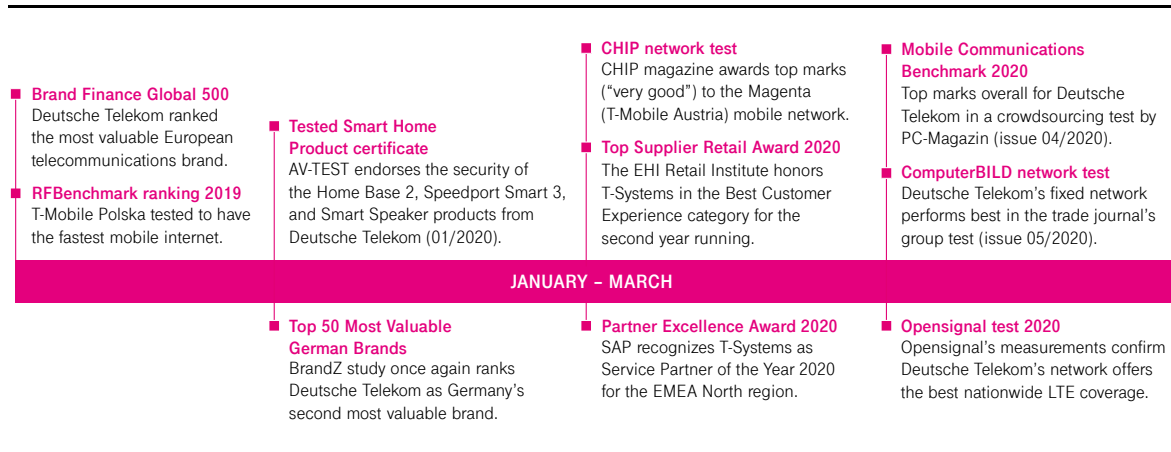 Brand Finance Global 500
Deutsche Telekom ranked
the most valuable European
telecommunications brand.
RFBenchmark ranking 2019
T-Mobile Polska tested to have
the fastest mobile internet.
Tested Smart Home
Product certificate
AV-TEST endorses the security of
the Home Base 2, Speedport Smart 3,
and Smart Speaker products from
Deutsche Telekom (01/2020).
CHIP network test
CHIP magazine awards top marks
(“very good”) to the Magenta
(T-Mobile Austria) mobile network.
Top Supplier Retail Award 2020
The EHI Retail Institute honors
T-Systems in the Best Customer
Experience category for the
second year running.
Mobile Communications
Benchmark 2020
Top marks overall for Deutsche
Telekom in a crowdsourcing test by
PC-Magazin (issue 04/2020).
ComputerBILD network test
Deutsche Telekom’s fixed network
performs best in the trade journal’s
group test (issue 05/2020).
JANUARY – MARCH
Top 50 Most Valuable
German Brands
BrandZ study once again ranks
Deutsche Telekom as Germany’s
second most valuable brand.
Partner Excellence Award 2020
SAP recognizes T-Systems as
Service Partner of the Year 2020
for the EMEA North region.
Opensignal test 2020
Opensignal’s measurements confirm
Deutsche Telekom’s network offers
the best nationwide LTE coverage.